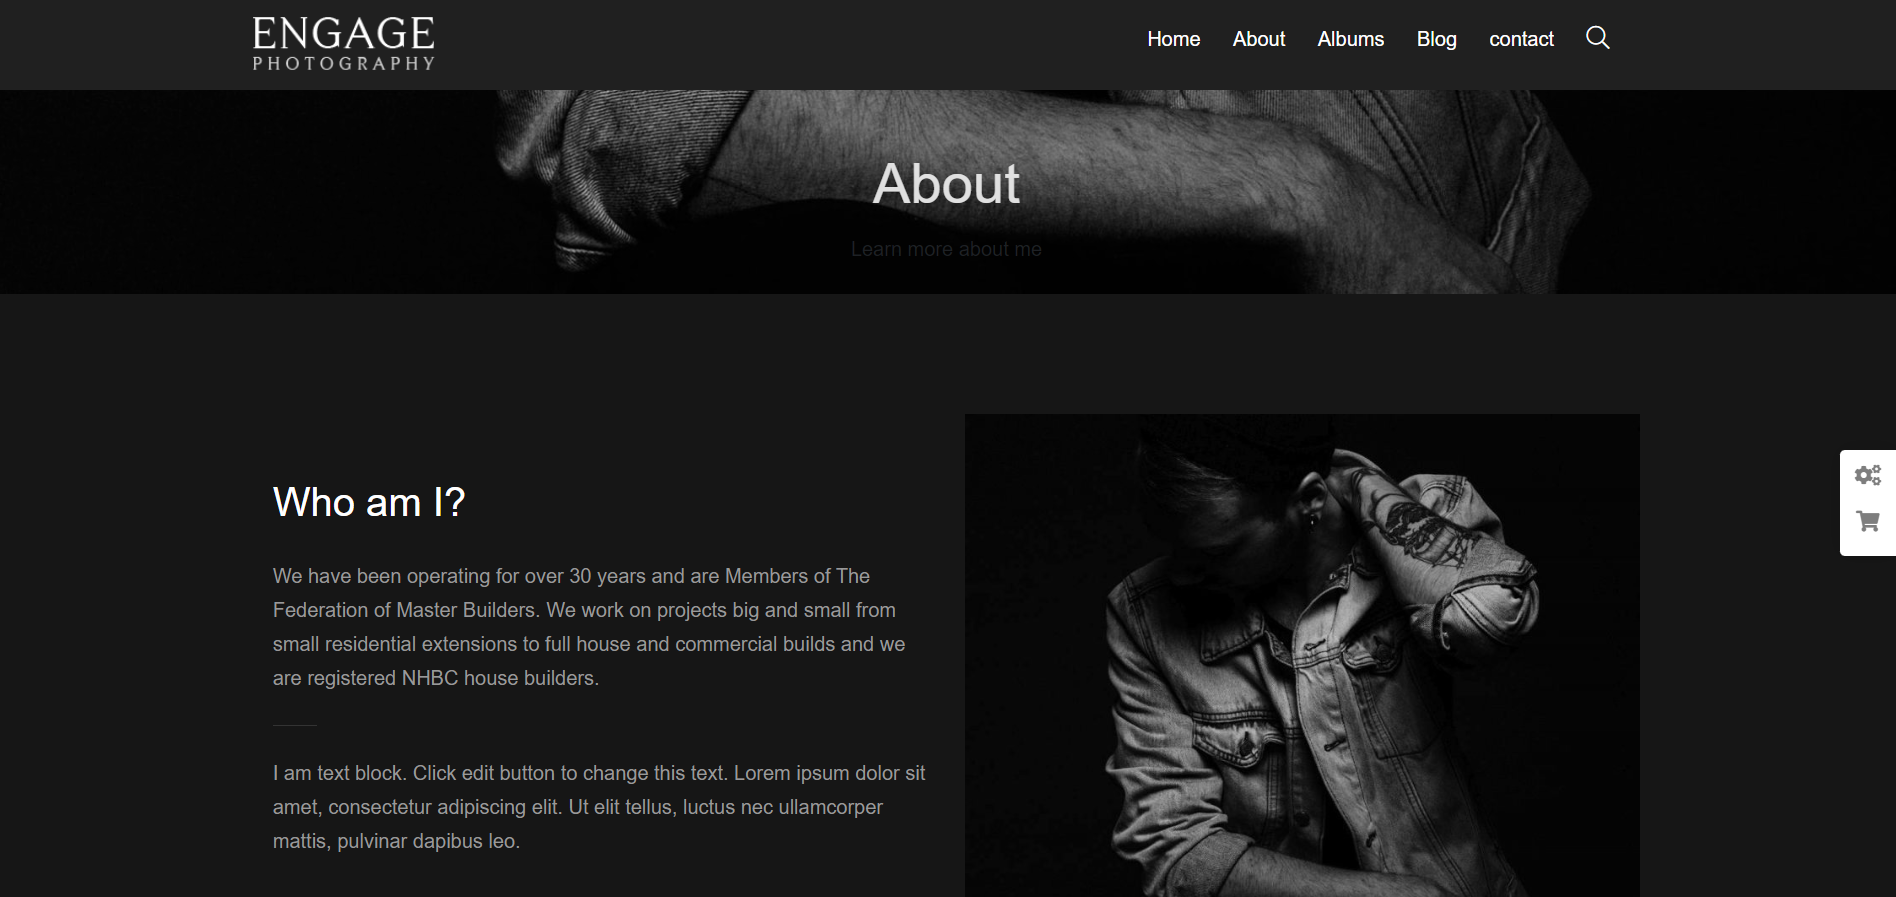 ENGAGE
PHOTOGRAPHY
Home About Albums Blog contact
About
Learn more about me
Who am I?
We have been operating for over 30 years and are Members of The
Federation of Master Builders. We work on projects big and small from
small residential extensions to full house and commercial builds and we
are registered NHBC house builders.
I am text block. Click edit button to change this text. Lorem ipsum dolor sit
amet, consectetur adipiscing elit. Ut elit tellus, luctus nec ullamcorper
mattis, pulvinar dapibus leo.